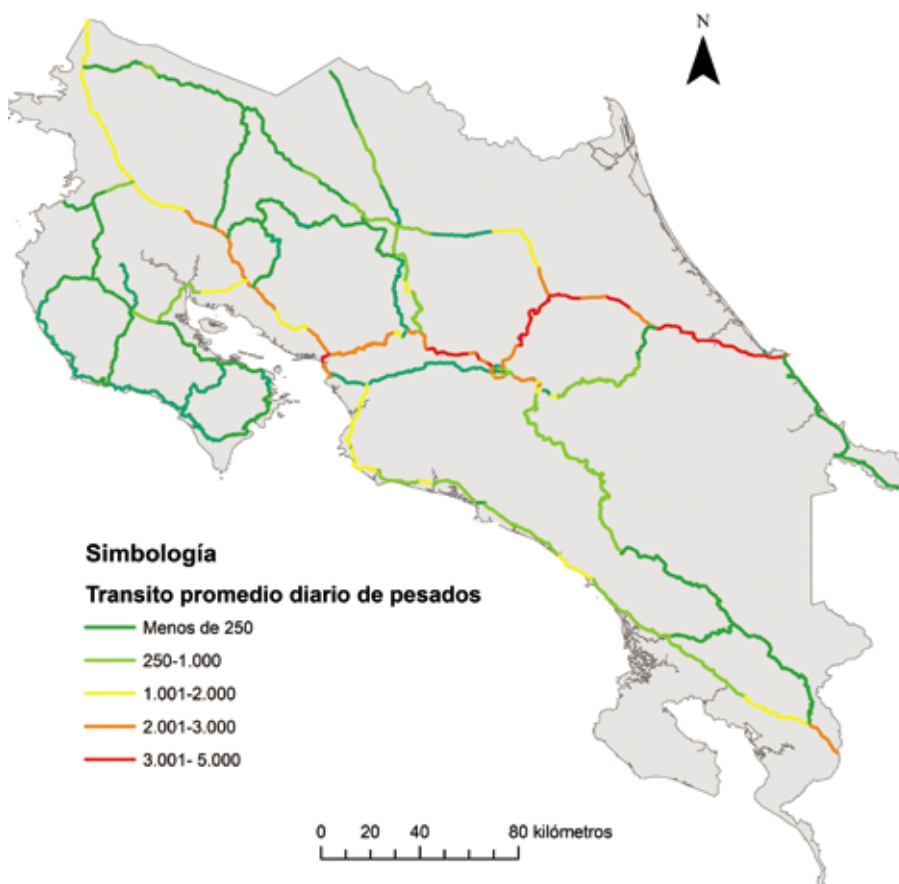 N
Simbología
Transito promedio diario de pesados
Menos de 250
250-1.000
1.001-2.000
2.001-3.000
3.001- 5.000
0 20 40 80 kilómetros